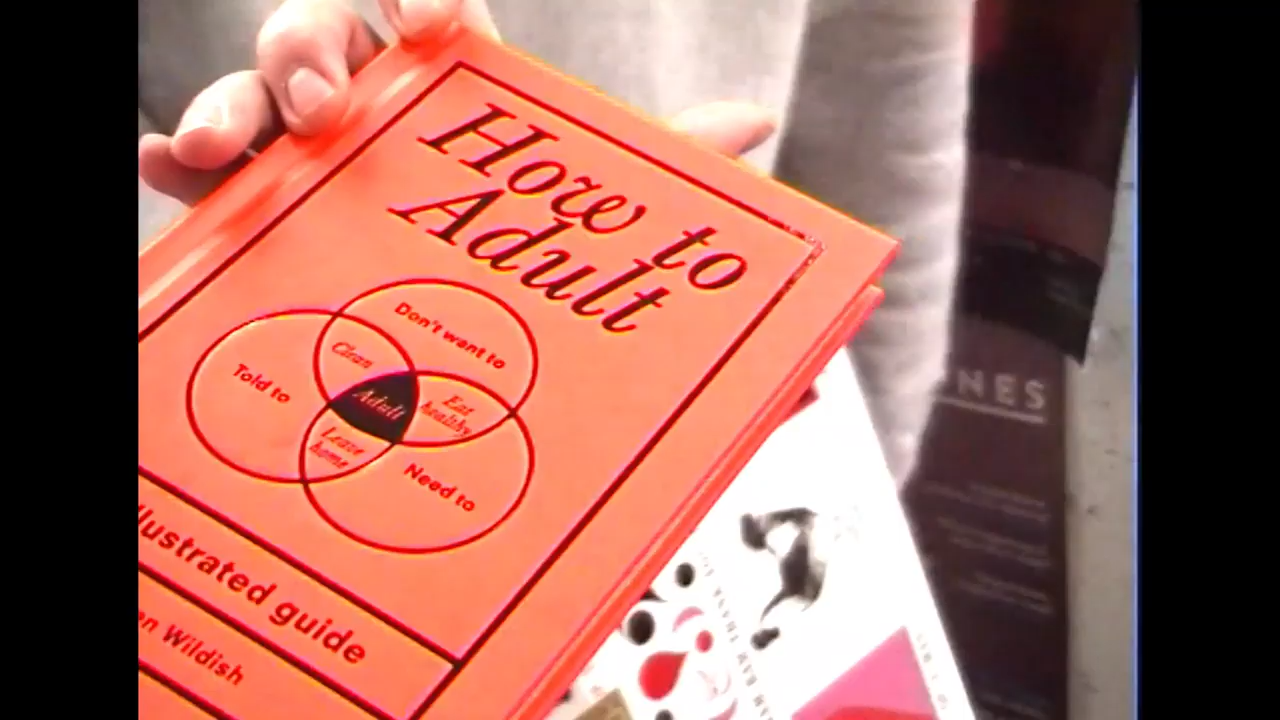 How to
Adult
Don't want to
Clean
Told to
Adult
Eat
healthy
Leave
home
Need to
llustrated guide
en Wildish
NES